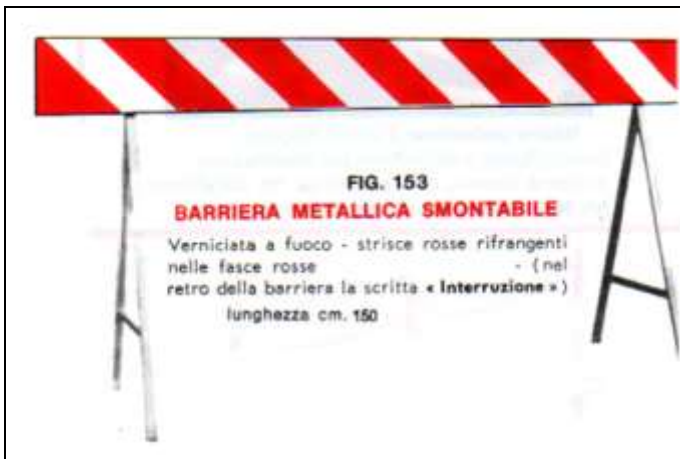 FIG. 153
BARRIERA METALLICA SMONTABILE
Verniciata a fuoco - strisce rosse rifrangenti
nelle fasce rosse - (nel
retro della barriera la scritta « Interruzione »)
lunghezza cm. 150